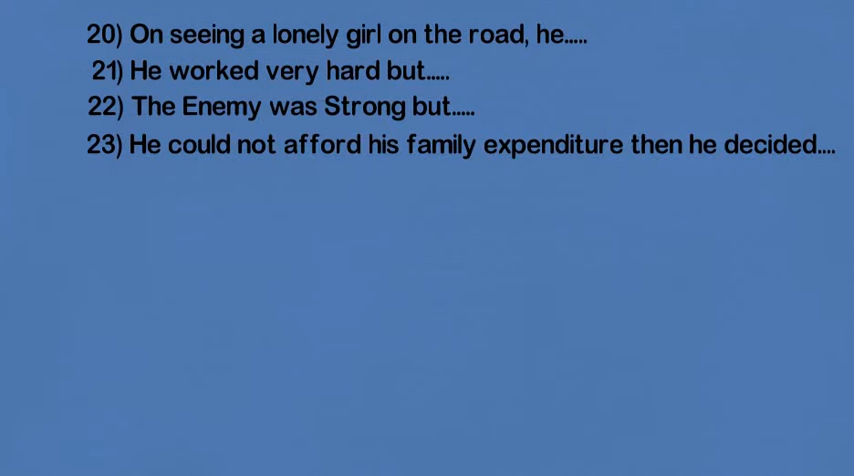 20) On seeing a lonely girl on the road, he.....
21) He worked very hard but.....
22) The Enemy was Strong but.....
23) He could not afford his family expenditure then he decided....